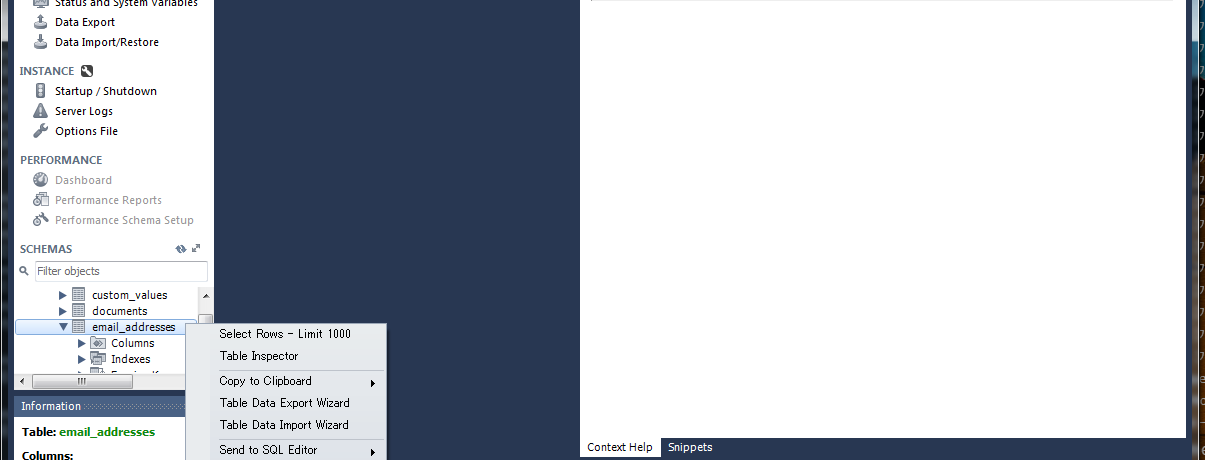 Status and System Variables
Data Export
Data Import/Restore
INSTANCE
Startup / Shutdown
Server Logs
Options File
PERFORMANCE
Dashboard
Performance Reports
Performance Schema Setup
SCHEMAS
Filter objects
custom_values
documents
email_addresses
Columns
Indexes
Select Rows - Limit 1000
Table Inspector
Copy to Clipboard
Table Data Export Wizard
Table Data Import Wizard
Send to SQL Editor
Information
Table: email_addresses
Columns:
Context Help
Snippets